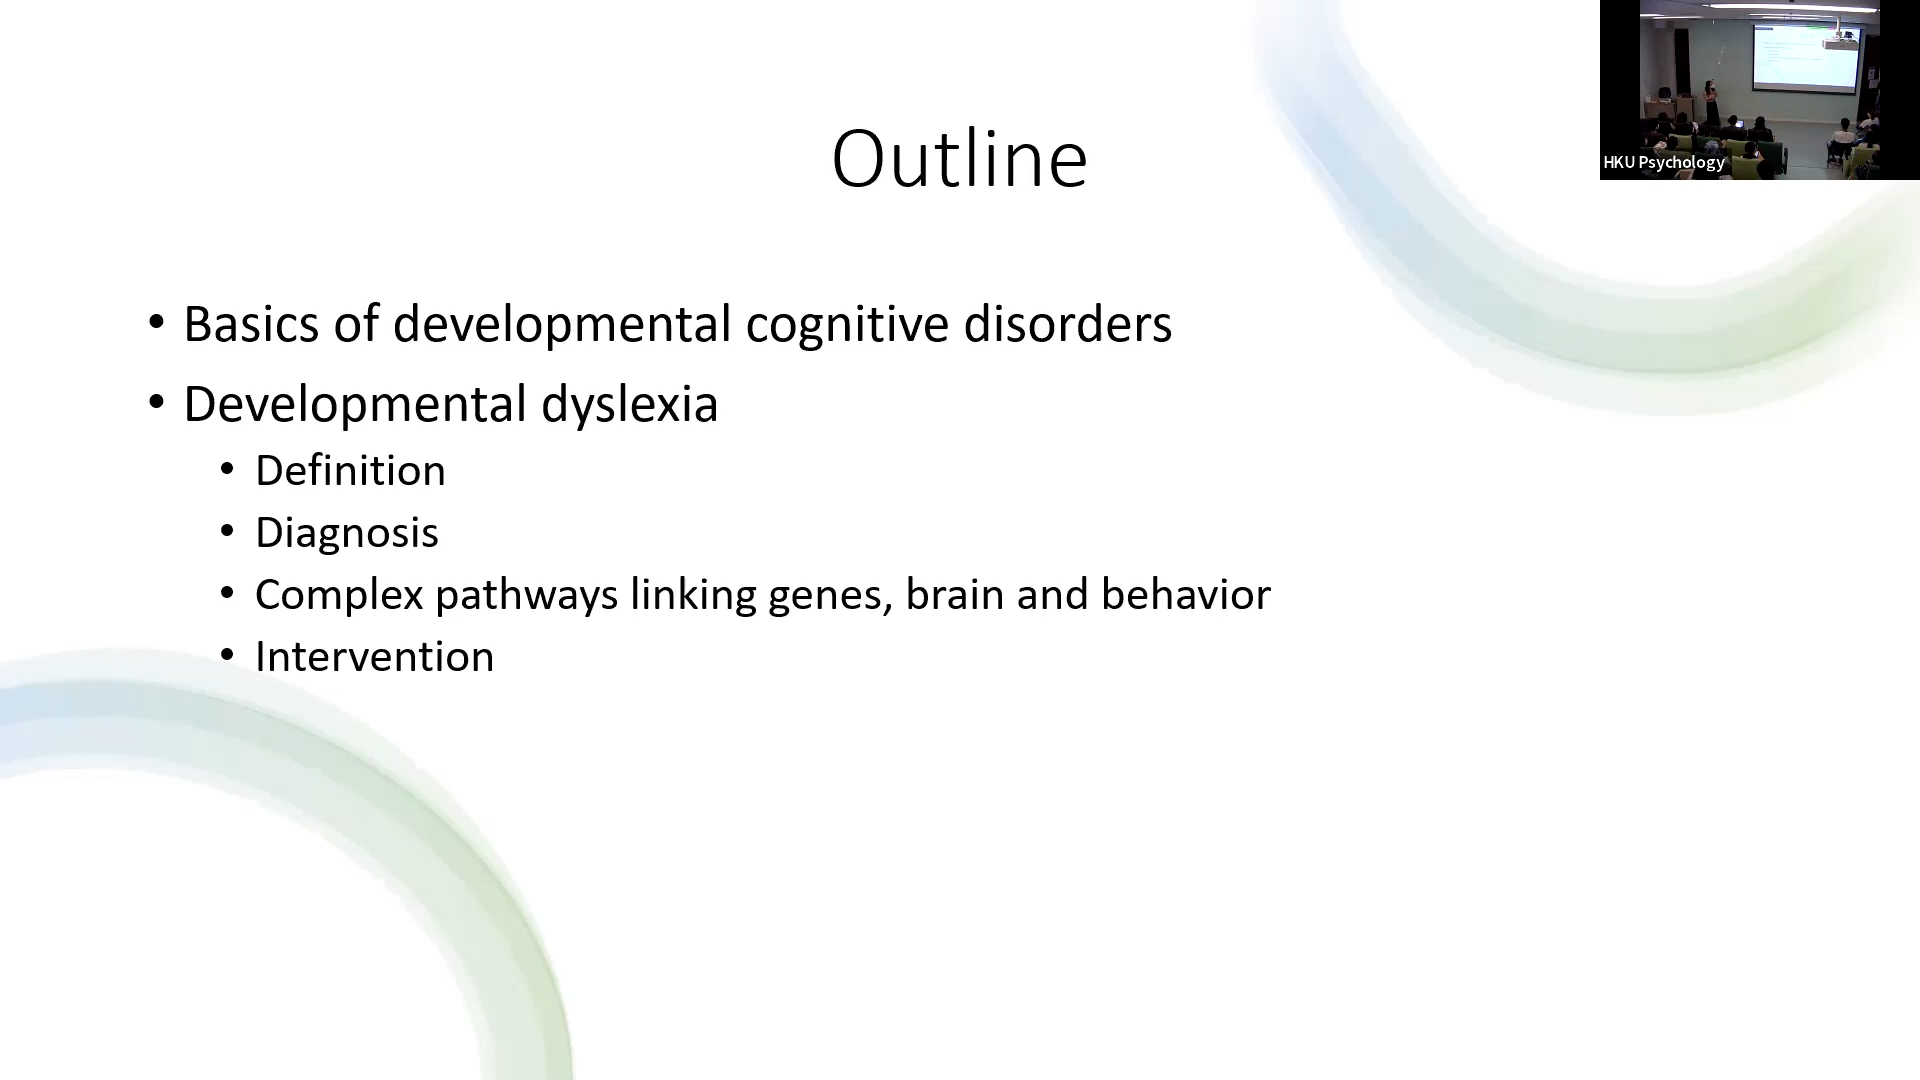 Outline
• Basics of developmental cognitive disorders
• Developmental dyslexia
• Definition
• Diagnosis
• Complex pathways linking genes, brain and behavior
• Intervention
HKU Psychology